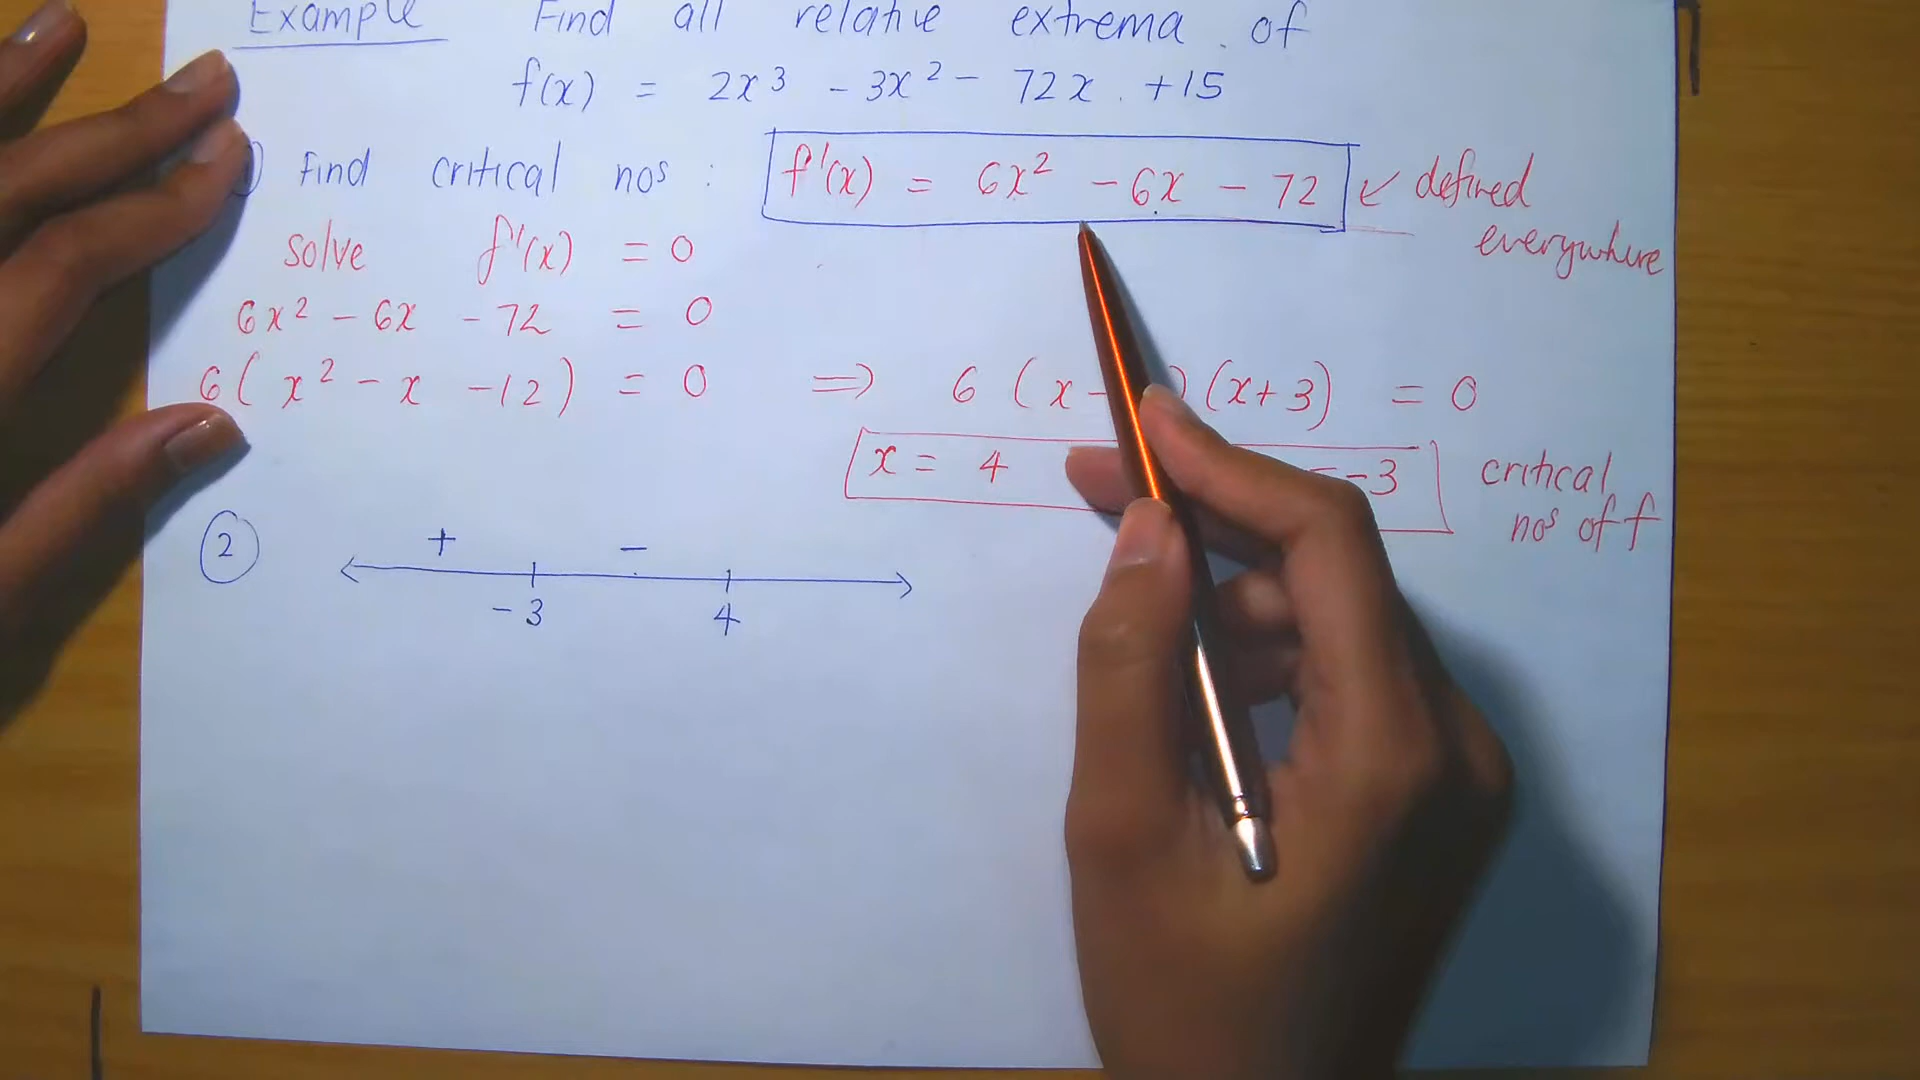 Example Find all relative extrema of
f(x) = 2x³ - 3x² - 72x + 15
Find critical nos : f'(x) = 6x² - 6x - 72 ↙ defined everywhere
solve f'(x) = 0
6x² - 6x - 72 = 0
6(x² - x - 12) = 0 ⇒ 6 (x - )(x+3) = 0
x = 4 = -3 critical nos of f
2 + -
-3 4